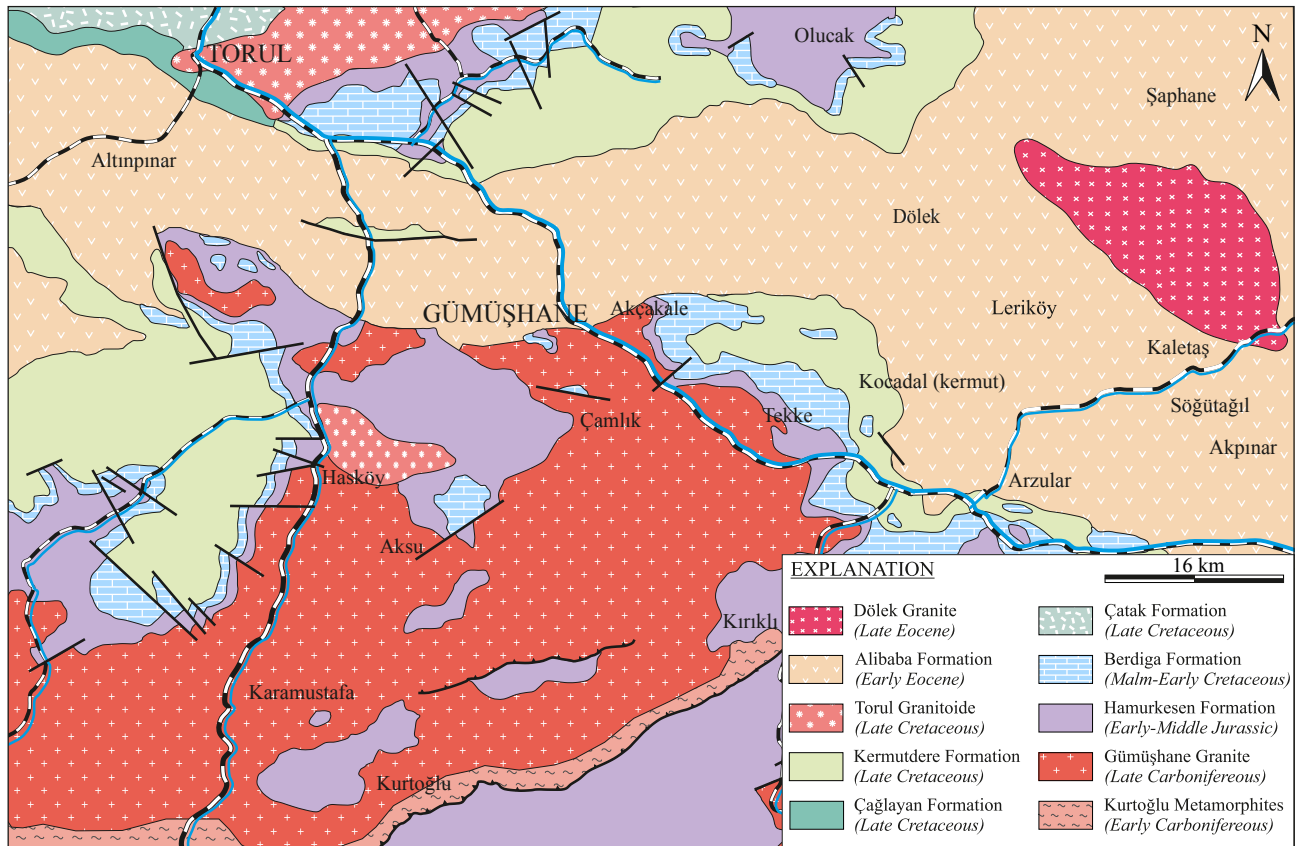 Olucak
N
TORUL
Şaphane
Altınpınar
Dölek
GÜMÜŞHANE
Akçakale
Leriköy
Kaletaş
Kocadal (kermut)
Söğütağıl
Çamlık
Tekke
Akpınar
Hasköy
Arzular
Aksu
EXPLANATION
16 km
Dölek Granite
(Late Eocene)
Alibaba Formation
(Early Eocene)
Torul Granitoide
(Late Cretaceous)
Kermutdere Formation
(Late Cretaceous)
Çağlayan Formation
(Late Cretaceous)
Çatak Formation
(Late Cretaceous)
Berdiga Formation
(Malm-Early Cretaceous)
Hamurkesen Formation
(Early-Middle Jurassic)
Gümüşhane Granite
(Late Carbonifereous)
Kurtoğlu Metamorphites
(Early Carbonifereous)
Kırıklı
Karamustafa
Kurtoğlu